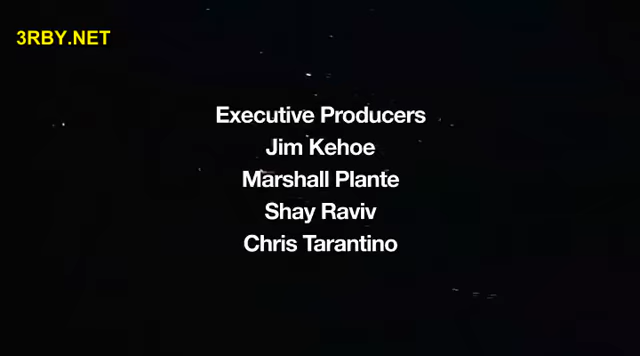 3RBY.NET
Executive Producers
Jim Kehoe
Marshall Plante
Shay Raviv
Chris Tarantino